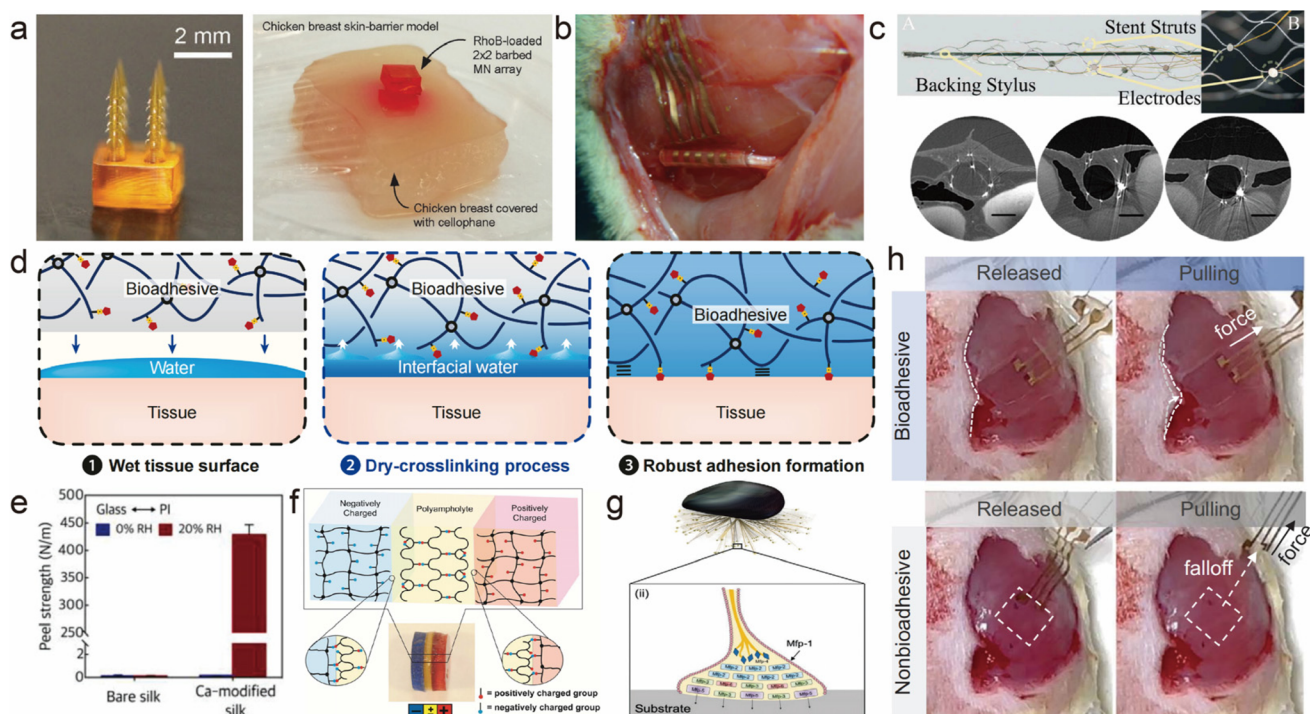 a
2 mm
Chicken breast skin-barrier model
RhoB-loaded
2x2 barbed
MN array
Chicken breast covered
with cellophane
b
c
A
B
Stent Struts
Backing Stylus
Electrodes
d
Bioadhesive
Water
Tissue
1 Wet tissue surface
Bioadhesive
Interfacial water
Tissue
2 Dry-crosslinking process
Bioadhesive
Tissue
3 Robust adhesion formation
e
Peel strength (N/m)
500
450
400
350
300
250
2
0
Glass ↔ PI
0% RH
20% RH
Bare silk
Ca-modified
silk
f
Negatively
Charged
Polyampholyte
Positively
Charged
= positively charged group
= negatively charged group
− ± +
g
(ii)
Mfp-1
Substrate
h
Released
Pulling
Bioadhesive
force
Released
Pulling
Nonbioadhesive
falloff
force